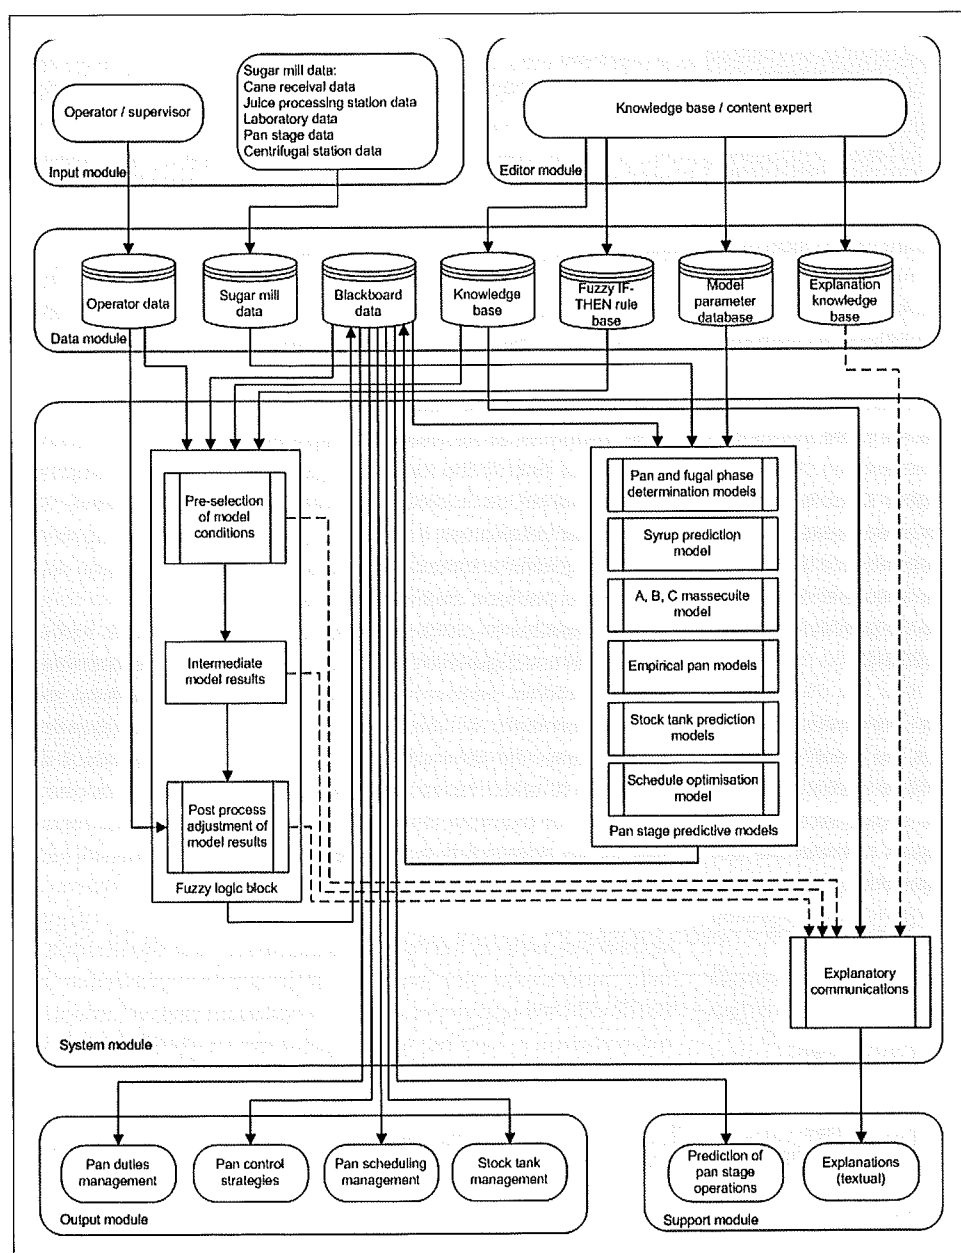 Operator / supervisor
Input module
Sugar mill data:
Cane receival data
Juice processing station data
Laboratory data
Pan stage data
Centrifugal station data
Knowledge base / content expert
Editor module
Operator data
Sugar mill
data
Blackboard
data
Knowledge
base
Fuzzy IF-
THEN rule
base
Model
parameter
database
Explanation
knowledge
base
Data module
Pre-selection
of model
conditions
Intermediate
model results
Post process
adjustment of
model results
Fuzzy logic block
Pan and fugal phase
determination models
Syrup prediction
model
A, B, C massecuite
model
Empirical pan models
Stock tank prediction
models
Schedule optimisation
model
Pan stage predictive models
Explanatory
communications
System module
Pan duties
management
Pan control
strategies
Pan scheduling
management
Stock tank
management
Output module
Prediction of
pan stage
operations
Explanations
(textual)
Support module